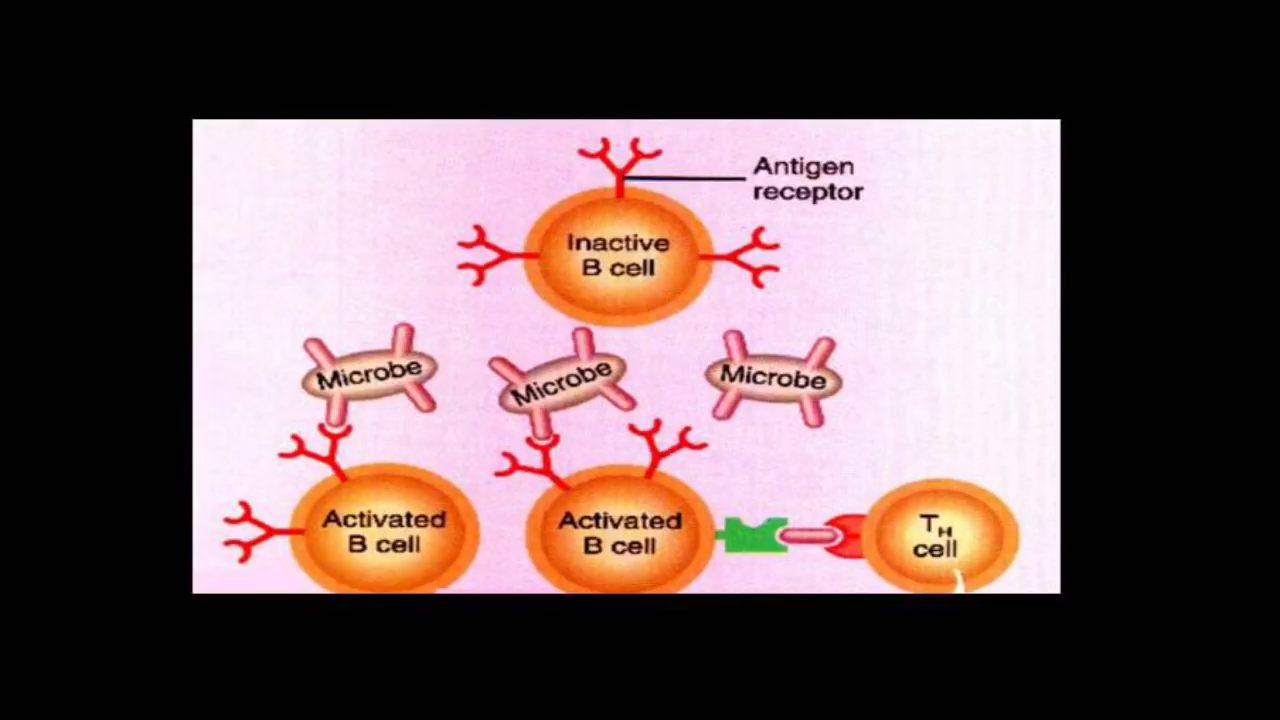 Antigen
receptor
Inactive
B cell
Microbe
Microbe
Microbe
Activated
B cell
Activated
B cell
TH
cell